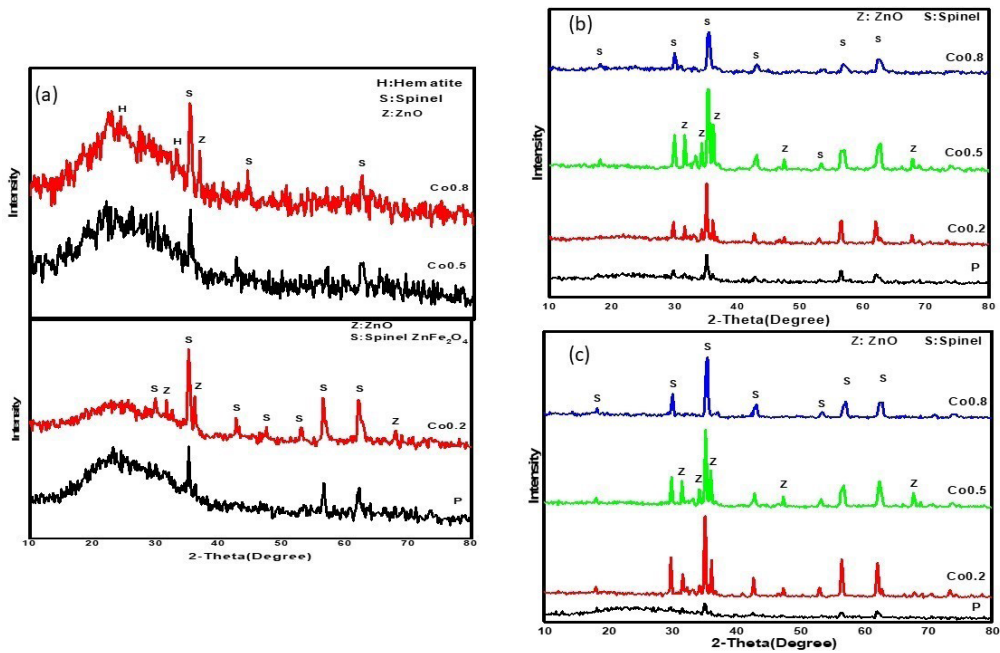 (a)
H:Hematite
S:Spinel
Z:ZnO
H
H
S
Z
S
S
Co0.8
Co0.5
Intensity
Z:ZnO
S:Spinel ZnFe₂O₄
S
Z
S
Z
S
S
S
S
S
Z
Co0.2
P
Intensity
10 20 30 40 50 60 70 80
2-Theta(Degree)
(b)
Z: ZnO S:Spinel
S
S
S
S
S
S
Co0.8
Z
Z
Z
Z
S
Z
Co0.5
Co0.2
P
Intensity
10 20 30 40 50 60 70 80
2-Theta(Degree)
(c)
Z: ZnO S:Spinel
S
S
S
S
S
S
S
Co0.8
Z
Z
Z
Z
Z
Co0.5
Co0.2
P
Intensity
10 20 30 40 50 60 70 80
2-Theta(Degree)